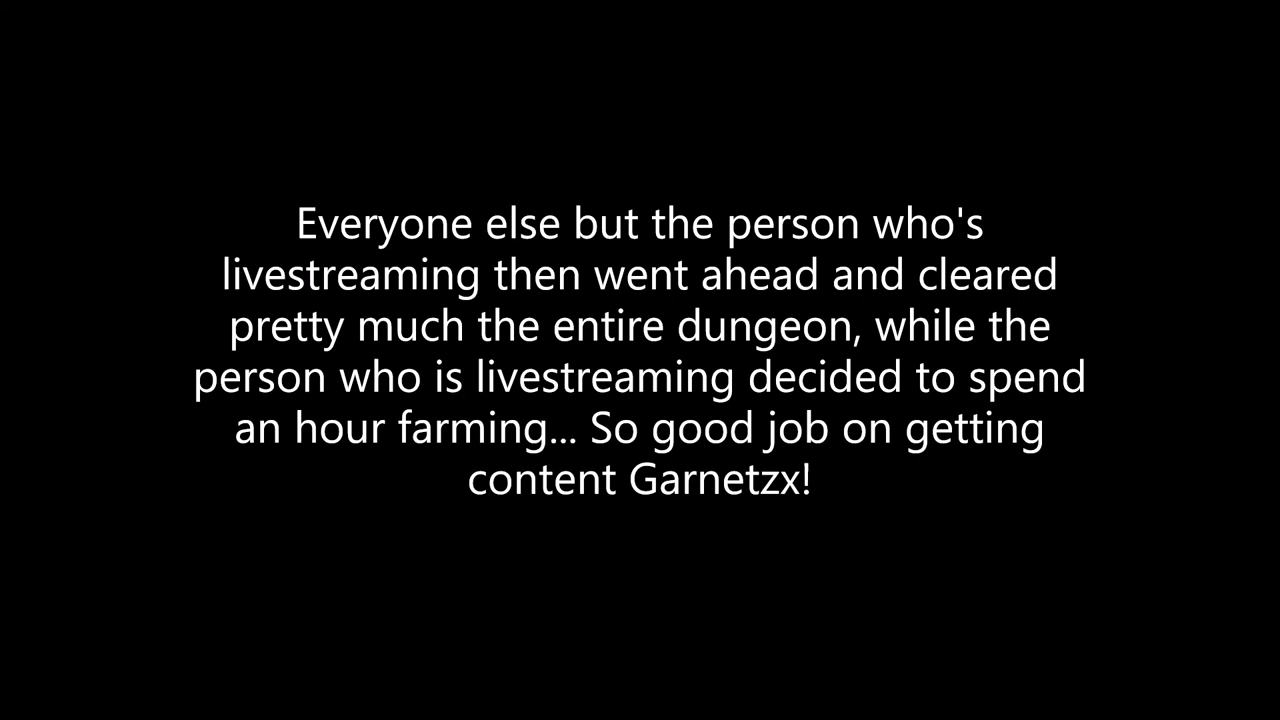 Everyone else but the person who's
livestreaming then went ahead and cleared
pretty much the entire dungeon, while the
person who is livestreaming decided to spend
an hour farming... So good job on getting
content Garnetzx!